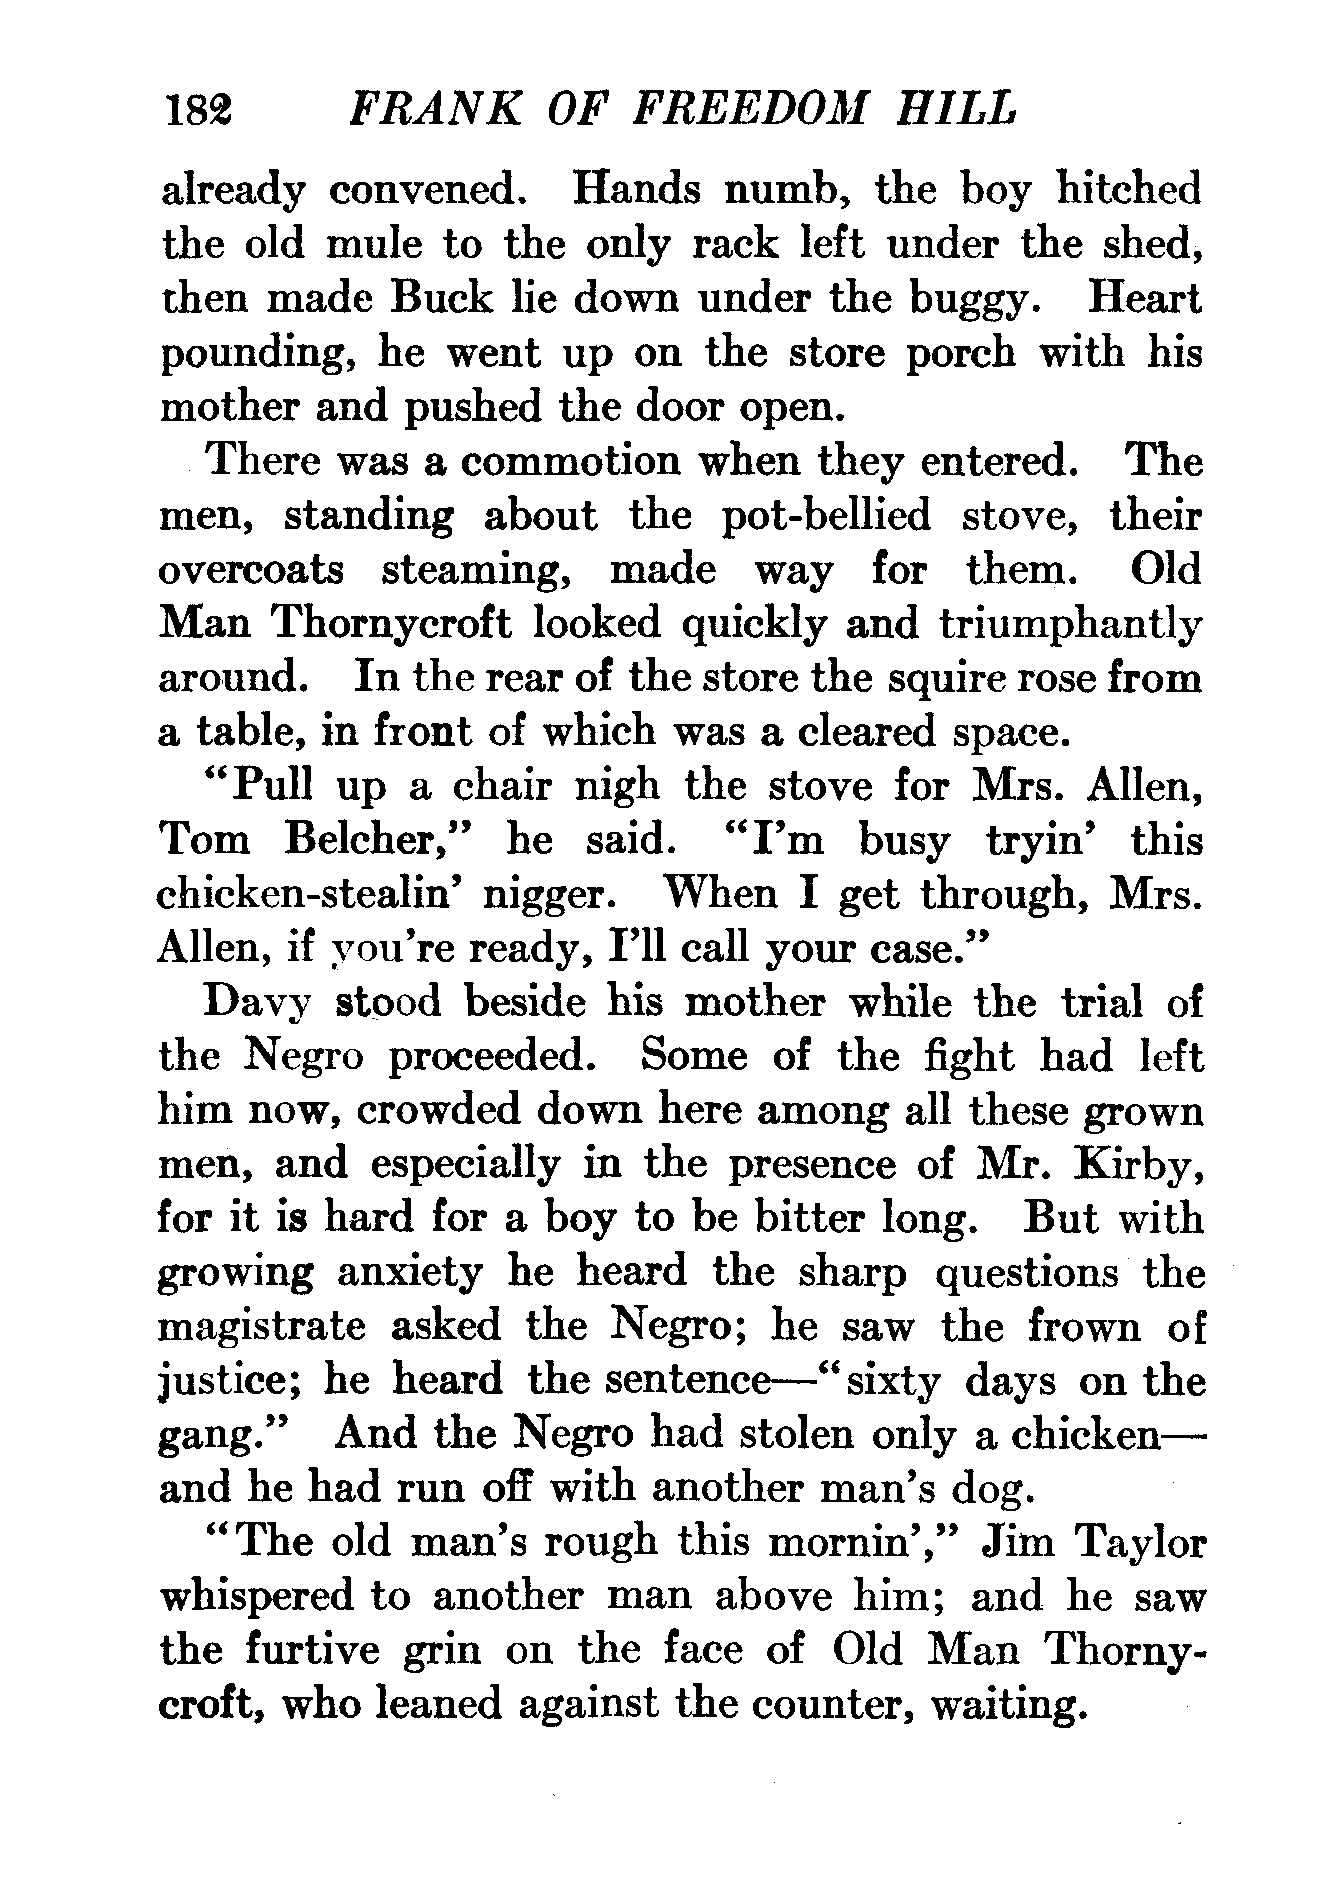 182 FRANK OF FREEDOM HILL
already convened. Hands numb, the boy hitched
the old mule to the only rack left under the shed,
then made Buck lie down under the buggy. Heart
pounding, he went up on the store porch with his
mother and pushed the door open.
There was a commotion when they entered. The
men, standing about the pot-bellied stove, their
overcoats steaming, made way for them. Old
Man Thornycroft looked quickly and triumphantly
around. In the rear of the store the squire rose from
a table, in front of which was a cleared space.
"Pull up a chair nigh the stove for Mrs. Allen,
Tom Belcher," he said. "I'm busy tryin' this
chicken-stealin' nigger. When I get through, Mrs.
Allen, if you're ready, I'll call your case."
Davy stood beside his mother while the trial of
the Negro proceeded. Some of the fight had left
him now, crowded down here among all these grown
men, and especially in the presence of Mr. Kirby,
for it is hard for a boy to be bitter long. But with
growing anxiety he heard the sharp questions the
magistrate asked the Negro; he saw the frown of
justice; he heard the sentence—"sixty days on the
gang." And the Negro had stolen only a chicken—
and he had run off with another man's dog.
"The old man's rough this mornin'," Jim Taylor
whispered to another man above him; and he saw
the furtive grin on the face of Old Man Thorny-
croft, who leaned against the counter, waiting.